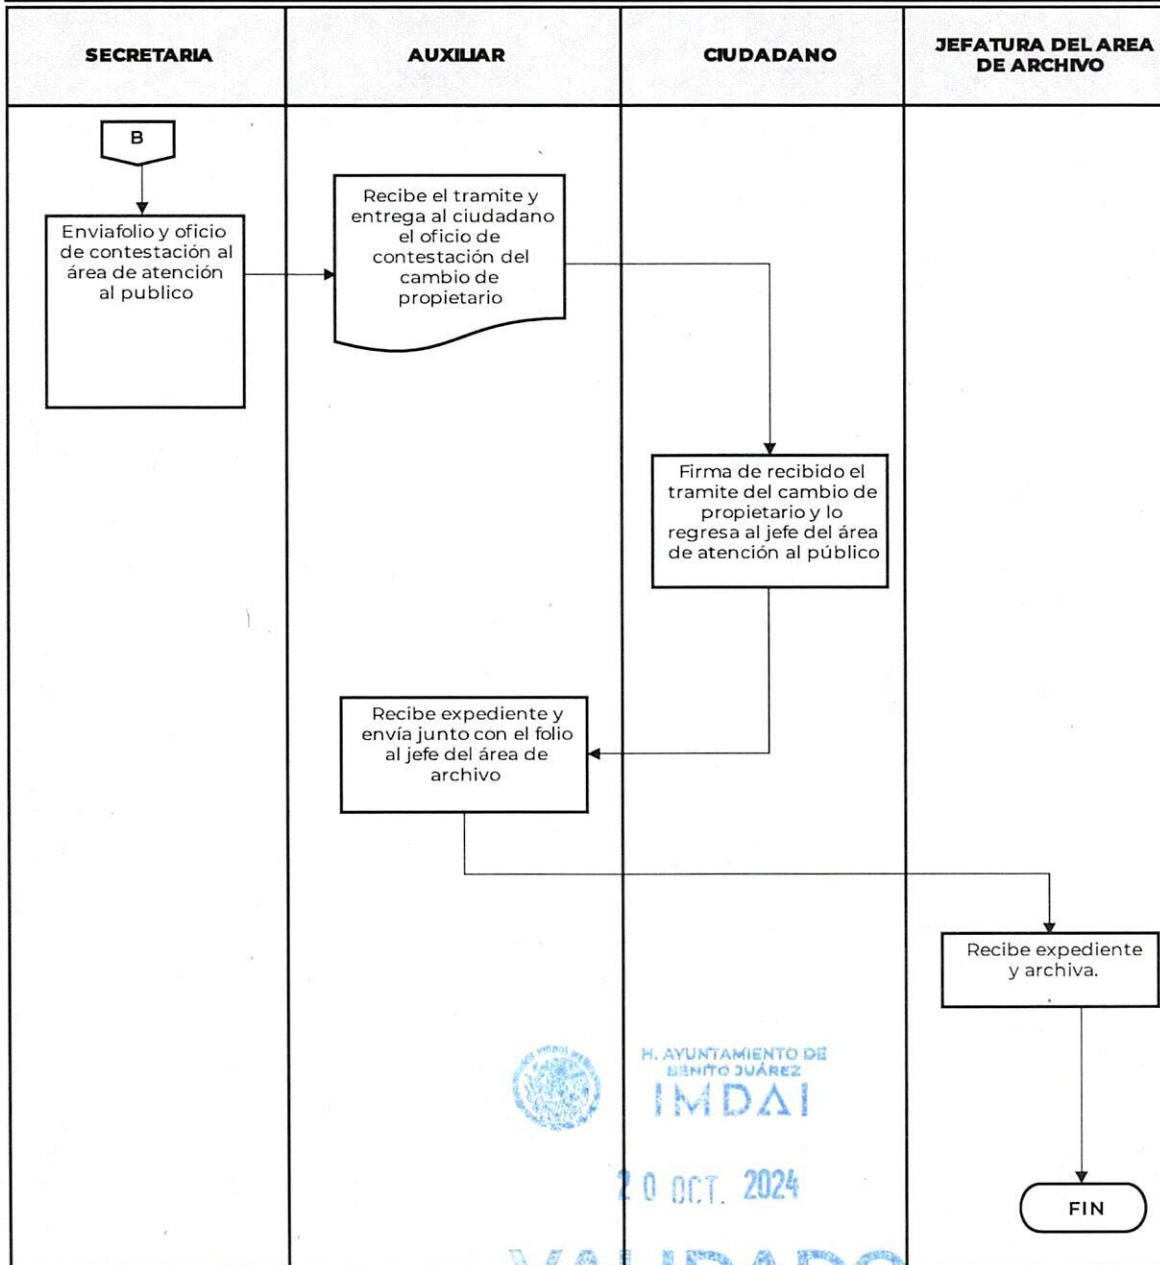 SECRETARIA
AUXILIAR
CIUDADANO
JEFATURA DEL AREA
DE ARCHIVO
B
Enviafolio y oficio
de contestación al
área de atención
al publico
Recibe el tramite y
entrega al ciudadano
el oficio de
contestación del
cambio de
propietario
Firma de recibido el
tramite del cambio de
propietario y lo
regresa al jefe del área
de atención al público
Recibe expediente y
envía junto con el folio
al jefe del área de
archivo
Recibe expediente
y archiva.
H. AYUNTAMIENTO DE
BENITO JUÁREZ
IMDAI
20 OCT. 2024
FIN
VALIDADO